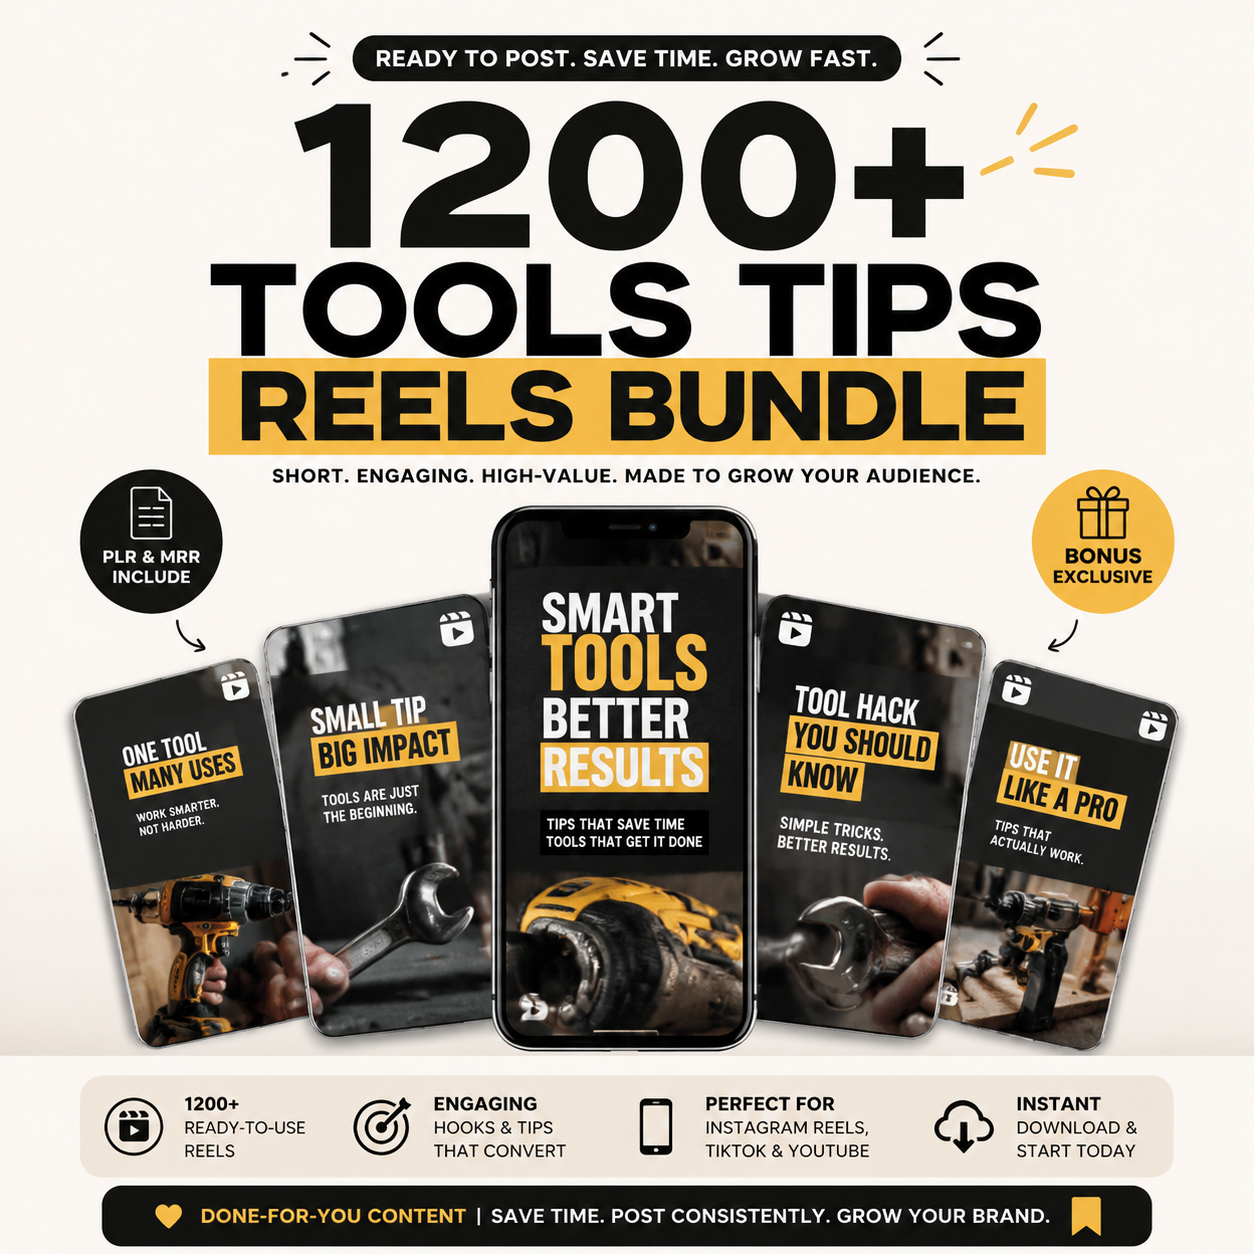 READY TO POST. SAVE TIME. GROW FAST.
1200+
TOOLS TIPS
REELS BUNDLE
SHORT. ENGAGING. HIGH-VALUE. MADE TO GROW YOUR AUDIENCE.
PLR & MRR
INCLUDE
BONUS
EXCLUSIVE
ONE TOOL
MANY USES
WORK SMARTER,
NOT HARDER.
SMALL TIP
BIG IMPACT
TOOLS ARE JUST
THE BEGINNING.
SMART
TOOLS
BETTER
RESULTS
TIPS THAT SAVE TIME
TOOLS THAT GET IT DONE
TOOL HACK
YOU SHOULD
KNOW
SIMPLE TRICKS.
BETTER RESULTS.
USE IT
LIKE A PRO
TIPS THAT
ACTUALLY WORK.
1200+
READY-TO-USE
REELS
ENGAGING
HOOKS & TIPS
THAT CONVERT
PERFECT FOR
INSTAGRAM REELS,
TIKTOK & YOUTUBE
INSTANT
DOWNLOAD &
START TODAY
DONE-FOR-YOU CONTENT | SAVE TIME. POST CONSISTENTLY. GROW YOUR BRAND.